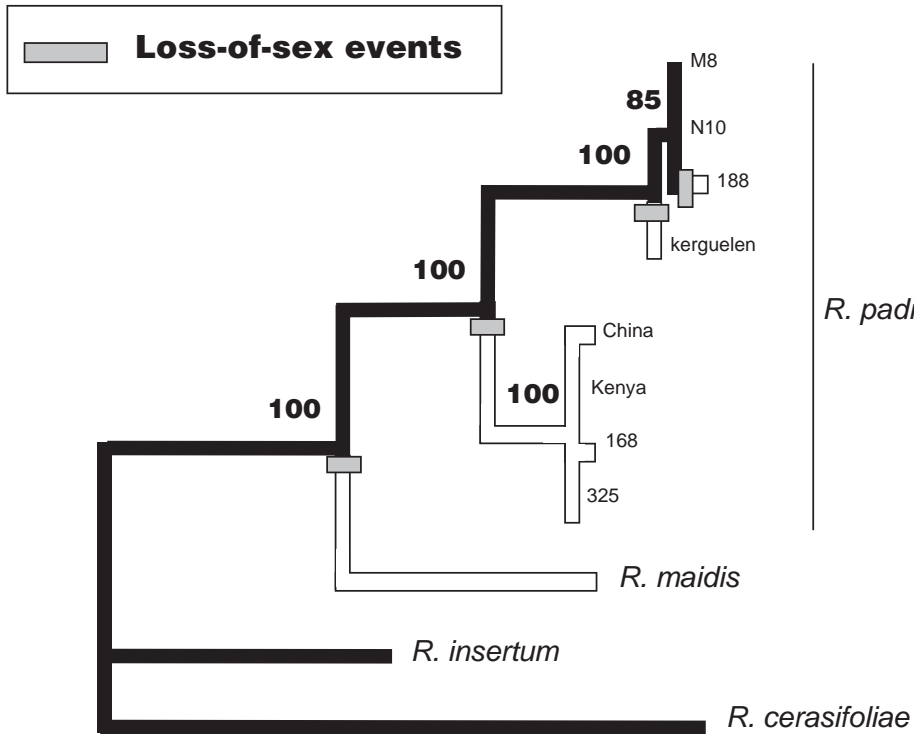 Loss-of-sex events
M8
85
N10
100
188
kerguelen
100
China
R. padi
100
Kenya
100
168
325
R. maidis
R. insertum
R. cerasifoliae